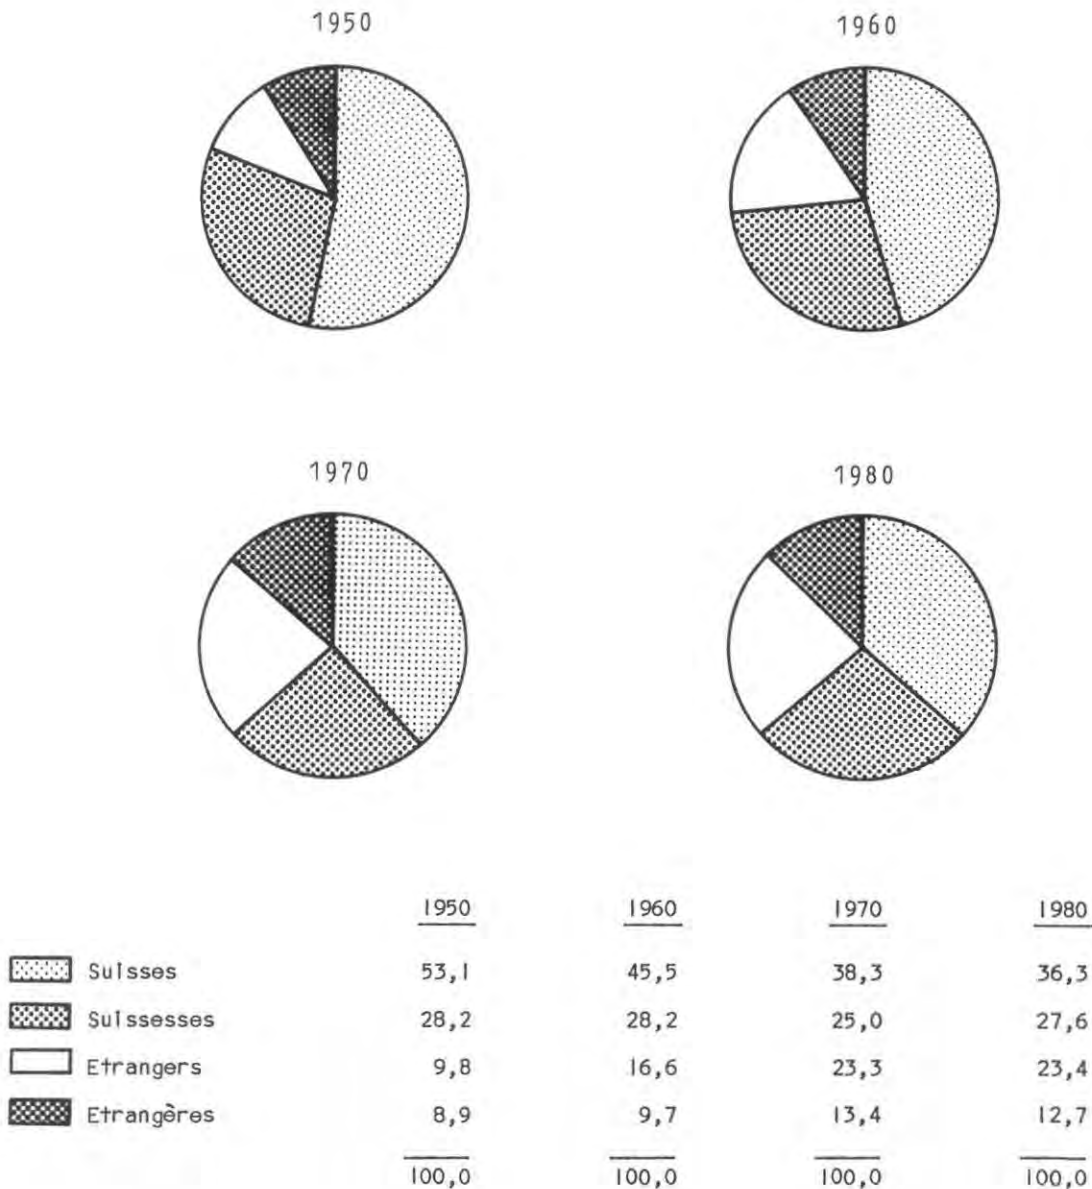 1950 1960
1970 1980
1950 1960 1970 1980
Suisses 53,1 45,5 38,3 36,3
Suissesses 28,2 28,2 25,0 27,6
Etrangers 9,8 16,6 23,3 23,4
Etrangères 8,9 9,7 13,4 12,7
100,0 100,0 100,0 100,0